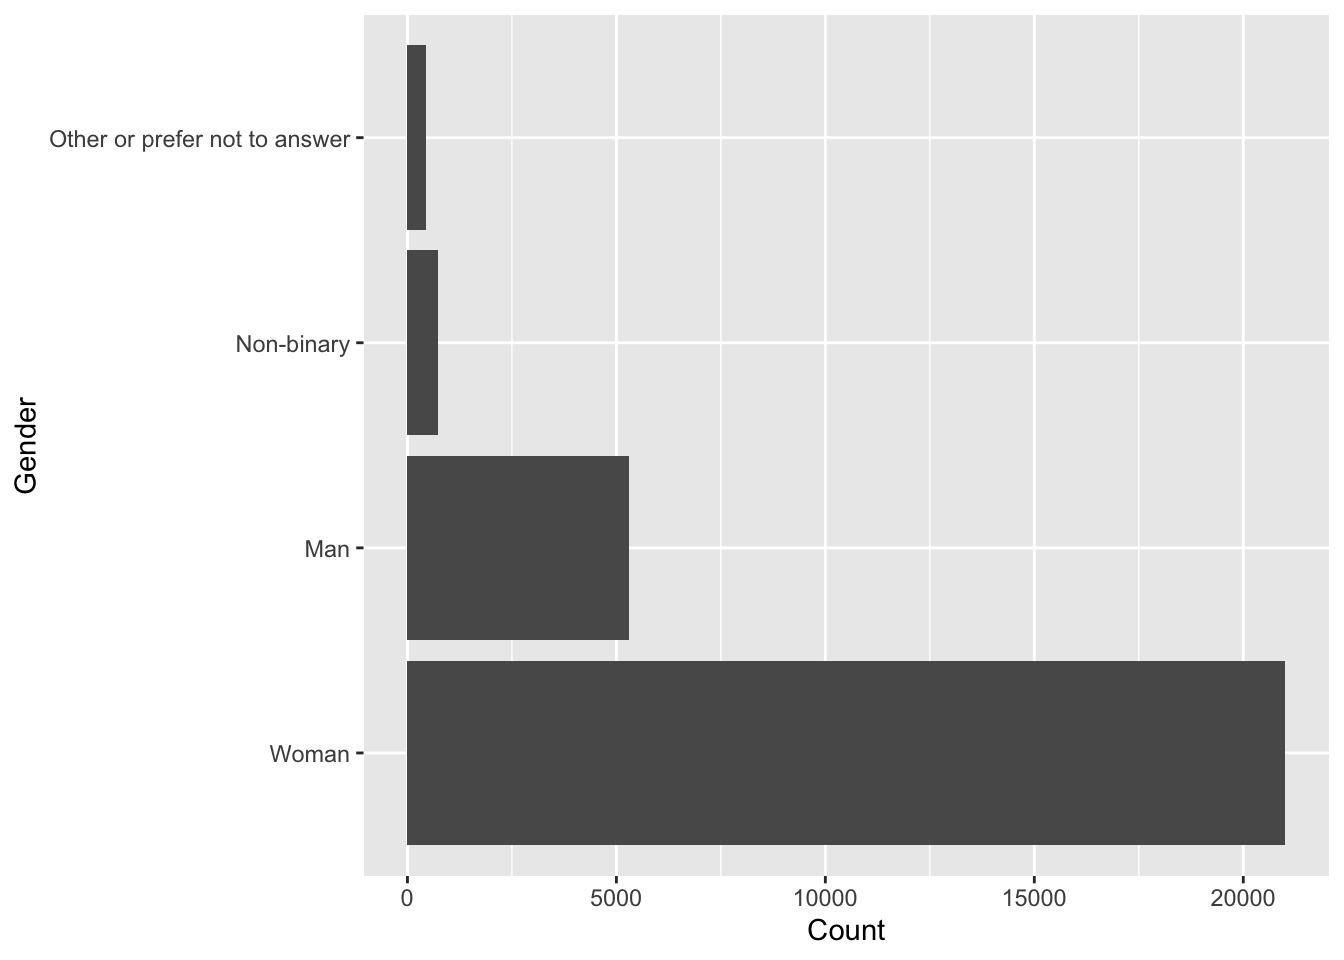 Other or prefer not to answer
Non-binary
Gender
Man
Woman
0 5000 10000 15000 20000
Count